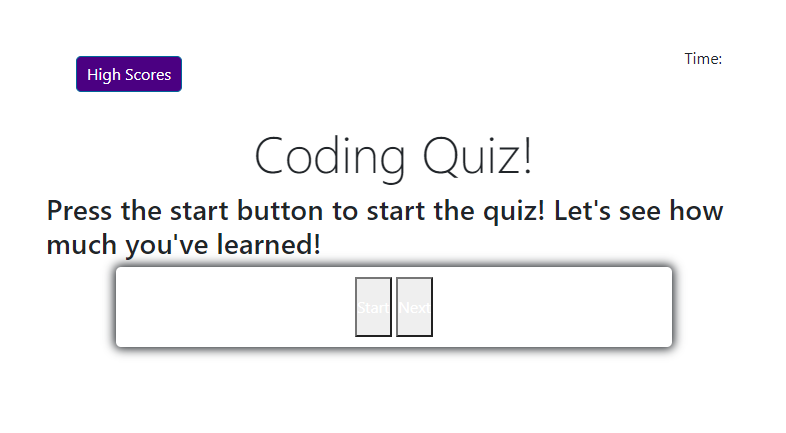 High Scores
Time:
Coding Quiz!
Press the start button to start the quiz! Let's see how
much you've learned!
Start Next